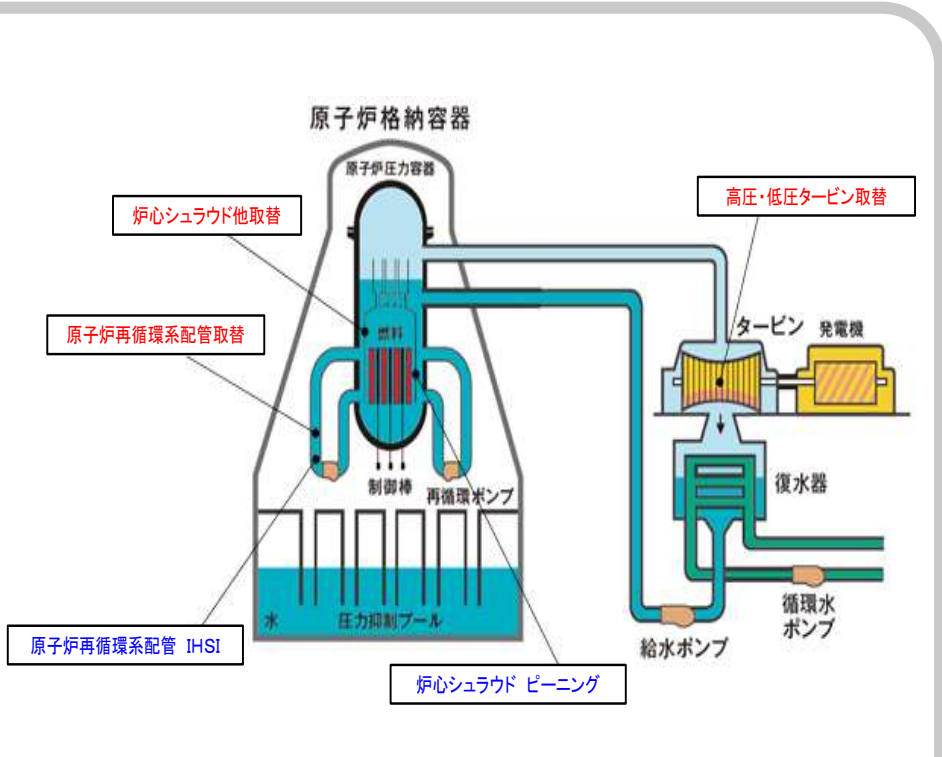 原子炉格納容器
原子炉圧力容器
炉心シュラウド他取替
高圧・低圧タービン取替
原子炉再循環系配管取替
燃料
タービン
発電機
制御棒
再循環ポンプ
復水器
水
圧力抑制プール
循環水
ポンプ
給水ポンプ
原子炉再循環系配管 IHSI
炉心シュラウド ピーニング